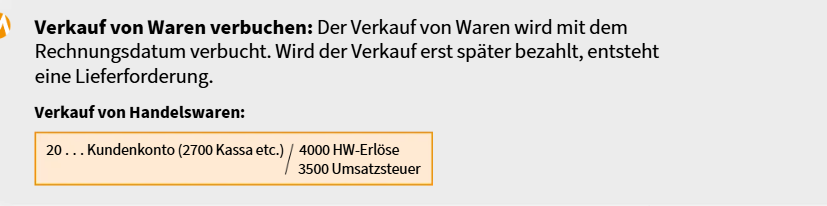 Verkauf von Waren verbuchen: Der Verkauf von Waren wird mit dem
Rechnungsdatum verbucht. Wird der Verkauf erst später bezahlt, entsteht
eine Lieferforderung.
Verkauf von Handelswaren:
20 . . . Kundenkonto (2700 Kassa etc.) / 4000 HW-Erlöse
3500 Umsatzsteuer